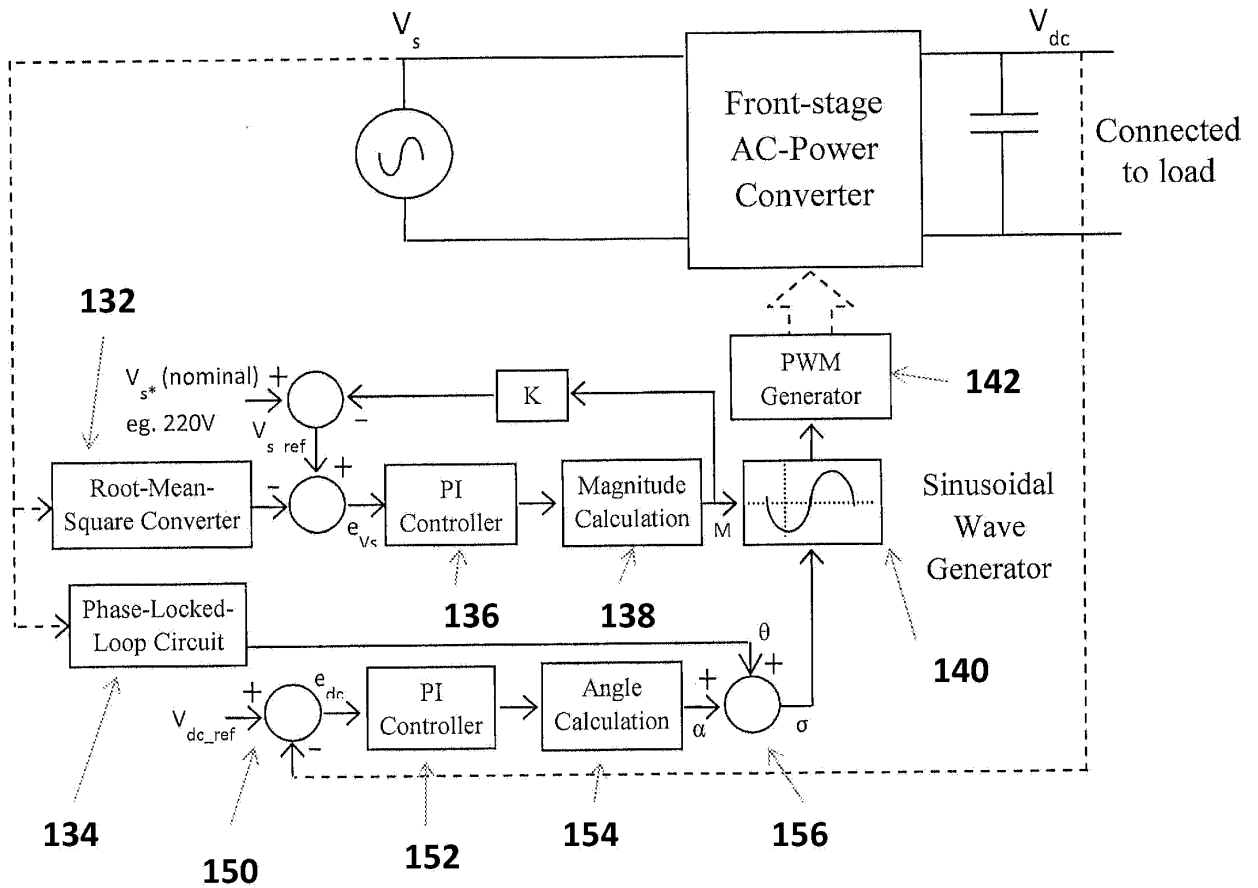 V_s
V_dc
Front-stage
AC-Power
Converter
Connected
to load
132
V_s* (nominal)
eg. 220V
+
−
K
PWM
Generator
142
V_s ref
+
−
Root-Mean-
Square Converter
e_Vs
PI
Controller
Magnitude
Calculation
M
Sinusoidal
Wave
Generator
136
138
140
Phase-Locked-
Loop Circuit
θ
+
e_dc
+
−
V_dc_ref
PI
Controller
Angle
Calculation
+
α
σ
134
150
152
154
156